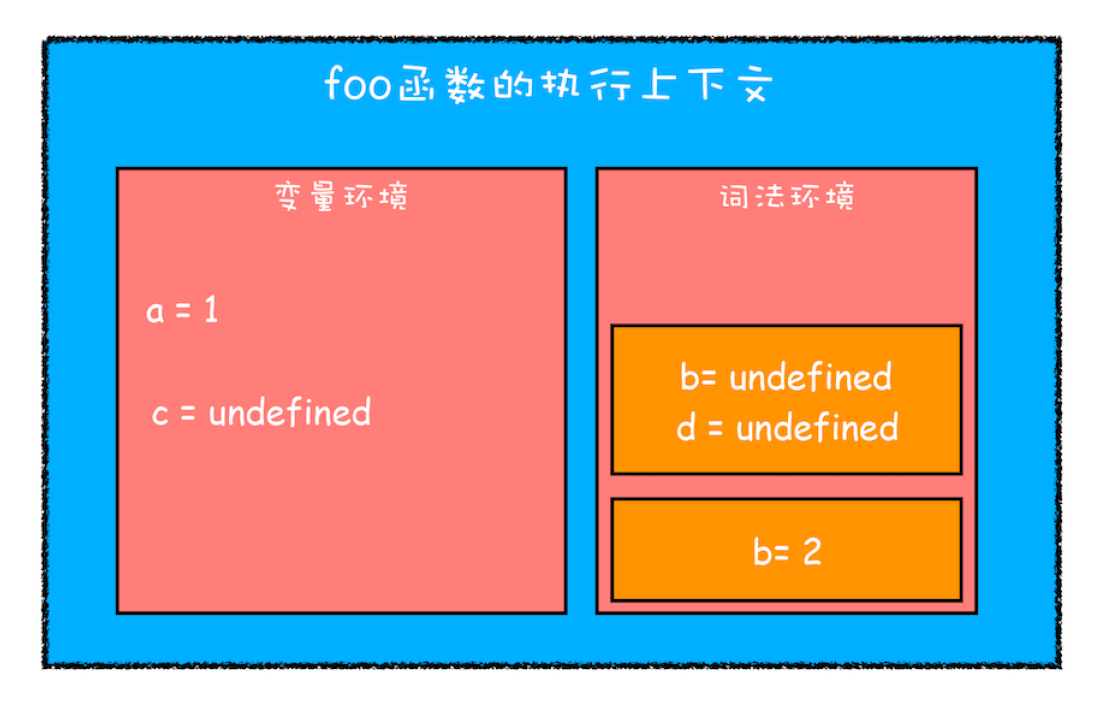 foo函数的执行上下文
变量环境
a = 1
c = undefined
词法环境
b= undefined
d = undefined
b= 2